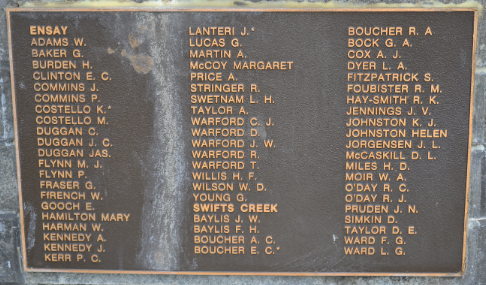 ENSAY
ADAMS W.
BAKER G.
BURDEN H.
CLINTON E. C.
COMMINS J.
COMMINS P.
COSTELLO K.*
COSTELLO M.
DUGGAN C.
DUGGAN J. C.
DUGGAN JAS.
FLYNN M. J.
FLYNN P.
FRASER G.
FFRENCH W.
GOOCH E.
HAMILTON MARY
HARMAN W.
KENNEDY A.
KENNEDY J.
KERR P. C.
LANTERI J.*
LUCAS G.
MARTIN A.
McCOY MARGARET
PRICE A.
STRINGER R.
SWETNAM L. H.
TAYLOR A.
WARFORD C. J.
WARFORD D.
WARFORD J. W.
WARFORD R.
WARFORD T.
WILLIS H. F.
WILSON W. D.
YOUNG G.
SWIFTS CREEK
BAYLIS J. W.
BAYLIS F. H.
BOUCHER A. C.
BOUCHER E. C.*
BOUCHER R. A
BOCK G. A.
COX A. J.
DYER L. A.
FITZPATRICK S.
FOUBISTER R. M.
HAY-SMITH R. K.
JENNINGS J. V.
JOHNSTON K. J.
JOHNSTON HELEN
JORGENSEN J. L.
McCASKILL D. L.
MILES H. D.
MOIR W. A.
O'DAY R. C.
O'DAY R. J.
PRUDEN J. N.
SIMKIN D.
TAYLOR D. E.
WARD F. G.
WARD L. G.